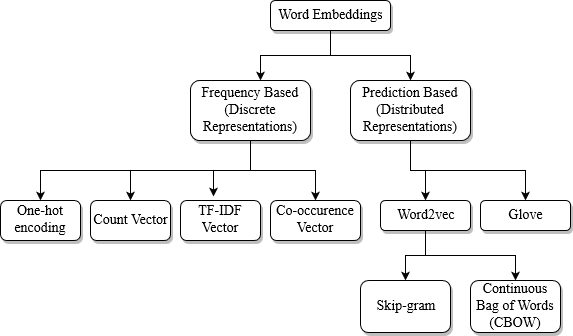 Word Embeddings
Frequency Based
(Discrete
Representations)
Prediction Based
(Distributed
Representations)
One-hot
encoding
Count Vector
TF-IDF
Vector
Co-occurence
Vector
Word2vec
Glove
Skip-gram
Continuous
Bag of Words
(CBOW)